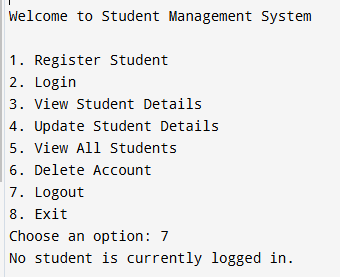 Welcome to Student Management System
1. Register Student
2. Login
3. View Student Details
4. Update Student Details
5. View All Students
6. Delete Account
7. Logout
8. Exit
Choose an option: 7
No student is currently logged in.